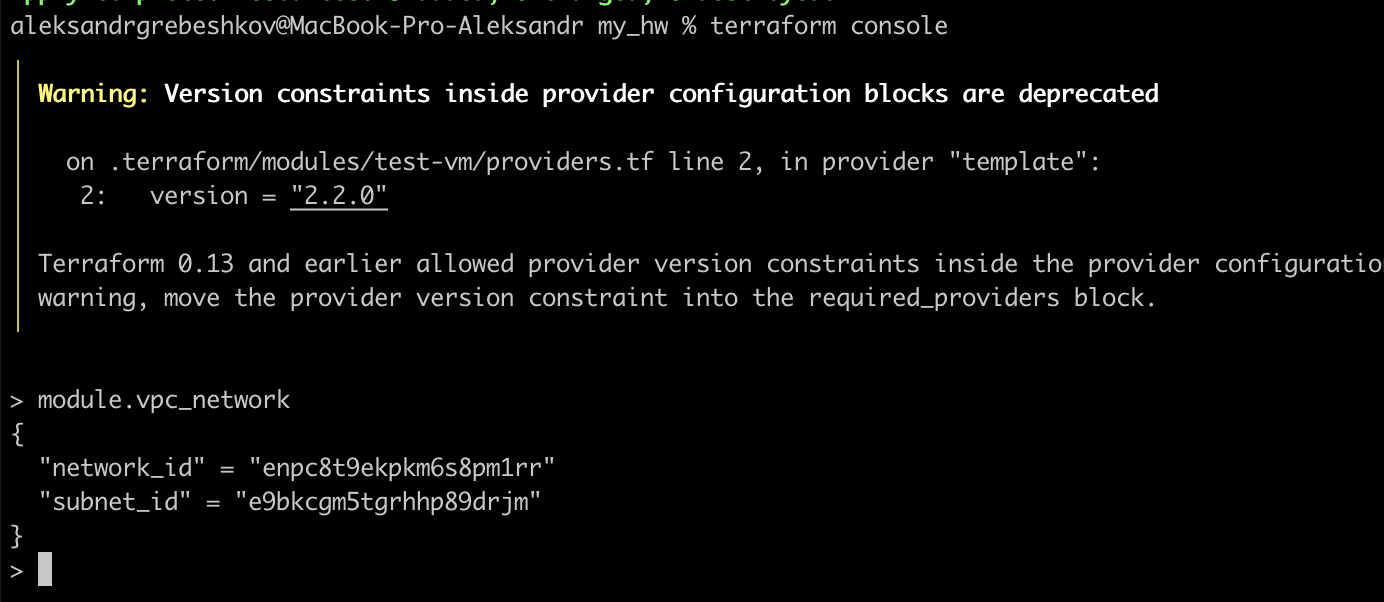 aleksandrgrebeshkov@MacBook-Pro-Aleksandr my_hw % terraform console
Warning: Version constraints inside provider configuration blocks are deprecated
on .terraform/modules/test-vm/providers.tf line 2, in provider "template":
2: version = "2.2.0"
Terraform 0.13 and earlier allowed provider version constraints inside the provider
warning, move the provider version constraint into the required_providers block.
> module.vpc_network
{
"network_id" = "enpc8t9ekpkm6s8pm1rr"
"subnet_id" = "e9bkcgm5tgrhhp89drjm"
}
>